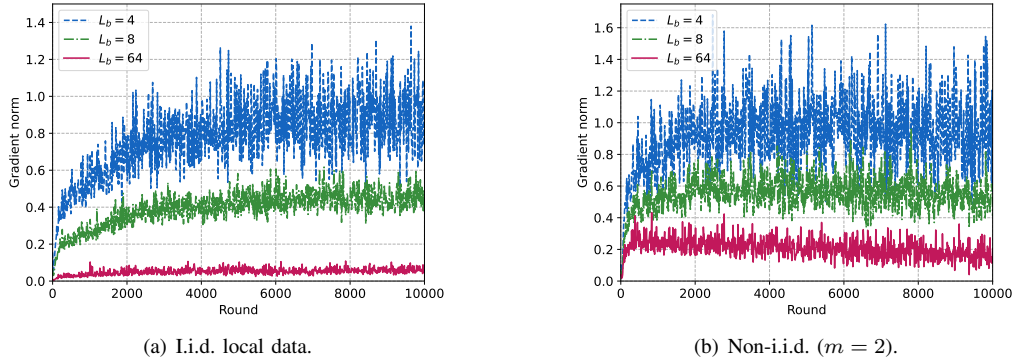 1.4
1.2
1.0
0.8
0.6
0.4
0.2
0.0
Gradient norm
L_b = 4
L_b = 8
L_b = 64
0 2000 4000 6000 8000 10000
Round
(a) I.i.d. local data.
1.6
1.4
1.2
1.0
0.8
0.6
0.4
0.2
0.0
Gradient norm
L_b = 4
L_b = 8
L_b = 64
0 2000 4000 6000 8000 10000
Round
(b) Non-i.i.d. (m = 2).